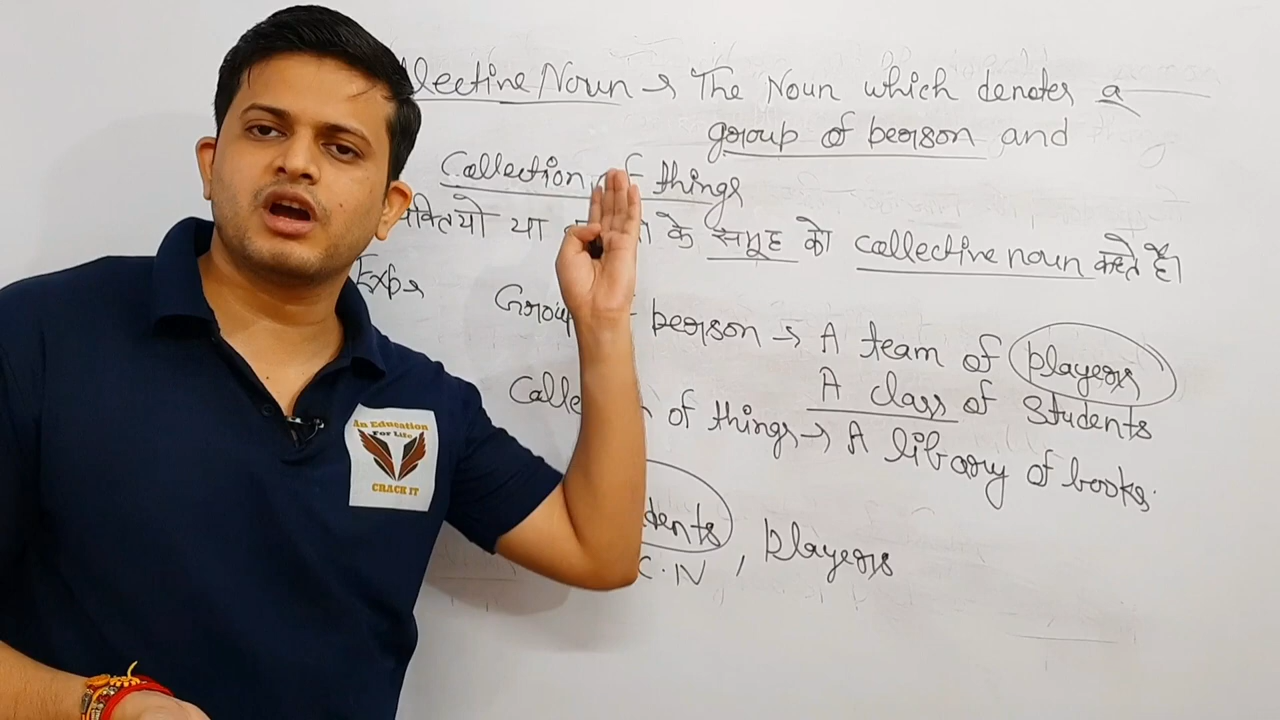 llective Noun → The Noun which denotes a
group of person and
Collection of things
व्यक्तियो या के समूह को collective noun कहते हैं।
Exp→ Group person → A team of players
A class of Students
of things → A library of books.
dents, players
C.N
An Education
For Life
CRACK IT